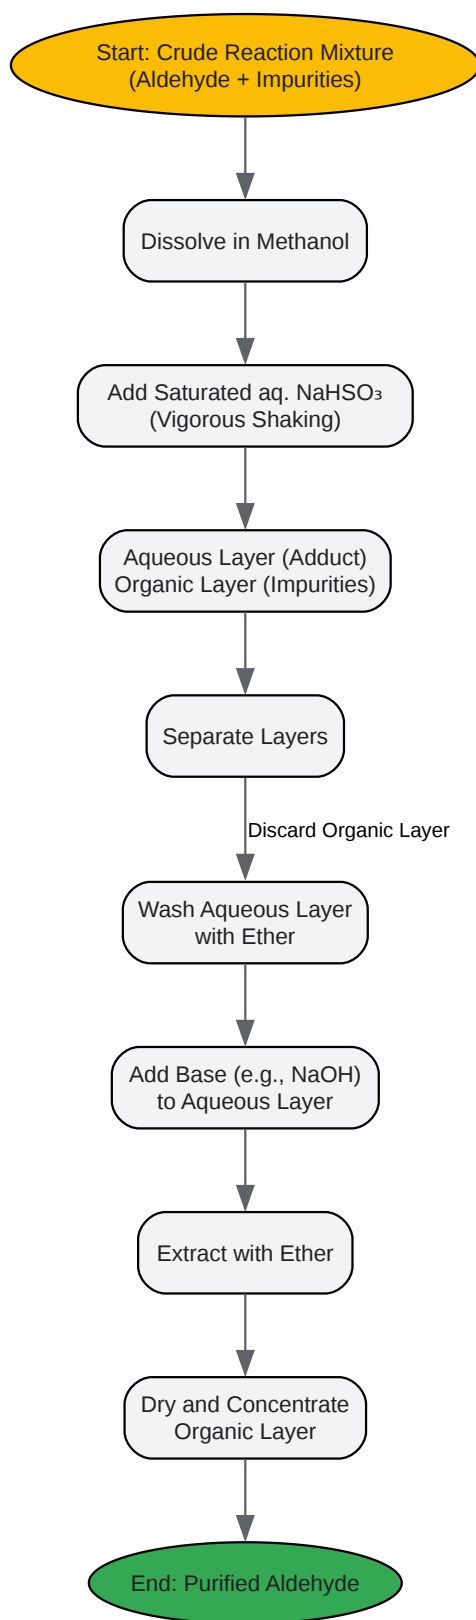 Start: Crude Reaction Mixture
(Aldehyde + Impurities)
Dissolve in Methanol
Add Saturated aq. NaHSO₃
(Vigorous Shaking)
Aqueous Layer (Adduct)
Organic Layer (Impurities)
Separate Layers
Discard Organic Layer
Wash Aqueous Layer
with Ether
Add Base (e.g., NaOH)
to Aqueous Layer
Extract with Ether
Dry and Concentrate
Organic Layer
End: Purified Aldehyde